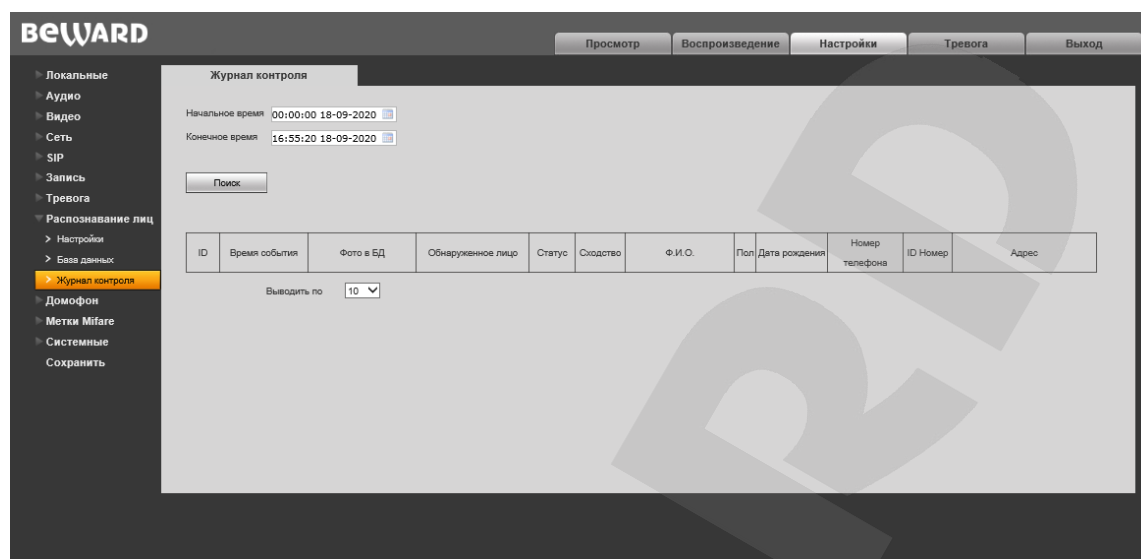 BEWARD
Просмотр Воспроизведение Настройки Тревога Выход
Локальные
Аудио
Видео
Сеть
SIP
Запись
Тревога
Распознавание лиц
> Настройки
> База данных
> Журнал контроля
Домофон
Метки Mifare
Системные
Сохранить
Журнал контроля
Начальное время 00:00:00 18-09-2020
Конечное время 16:55:20 18-09-2020
Поиск
ID Время события Фото в БД Обнаруженное лицо Статус Сходство Ф.И.О. Пол Дата рождения Номер телефона ID Номер Адрес
Выводить по 10
RD